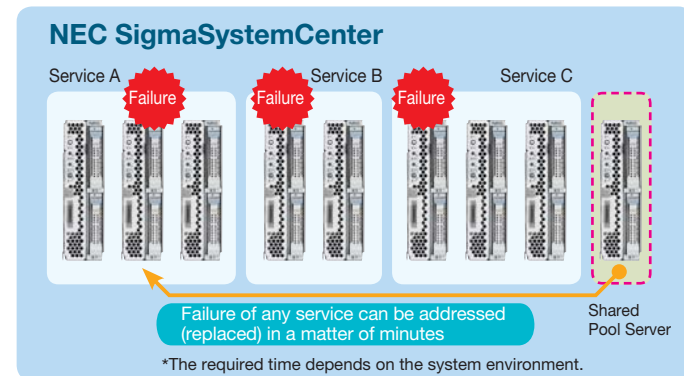 NEC SigmaSystemCenter
Service A
Service B
Service C
Failure
Failure
Failure
Failure of any service can be addressed
(replaced) in a matter of minutes
Shared
Pool Server
*The required time depends on the system environment.